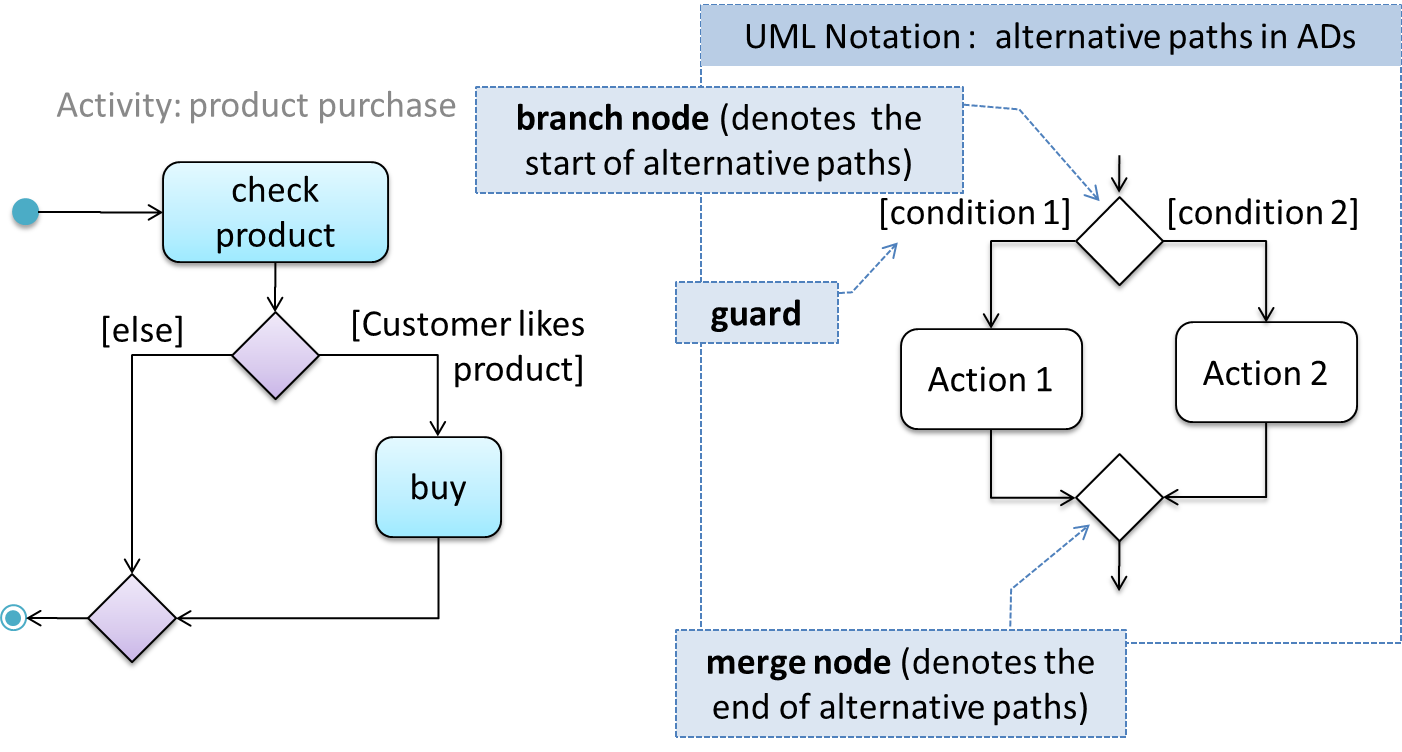 UML Notation : alternative paths in ADs
Activity: product purchase
branch node (denotes the
start of alternative paths)
check
product
[condition 1]
[condition 2]
guard
[else]
[Customer likes
product]
Action 1
Action 2
buy
merge node (denotes the
end of alternative paths)